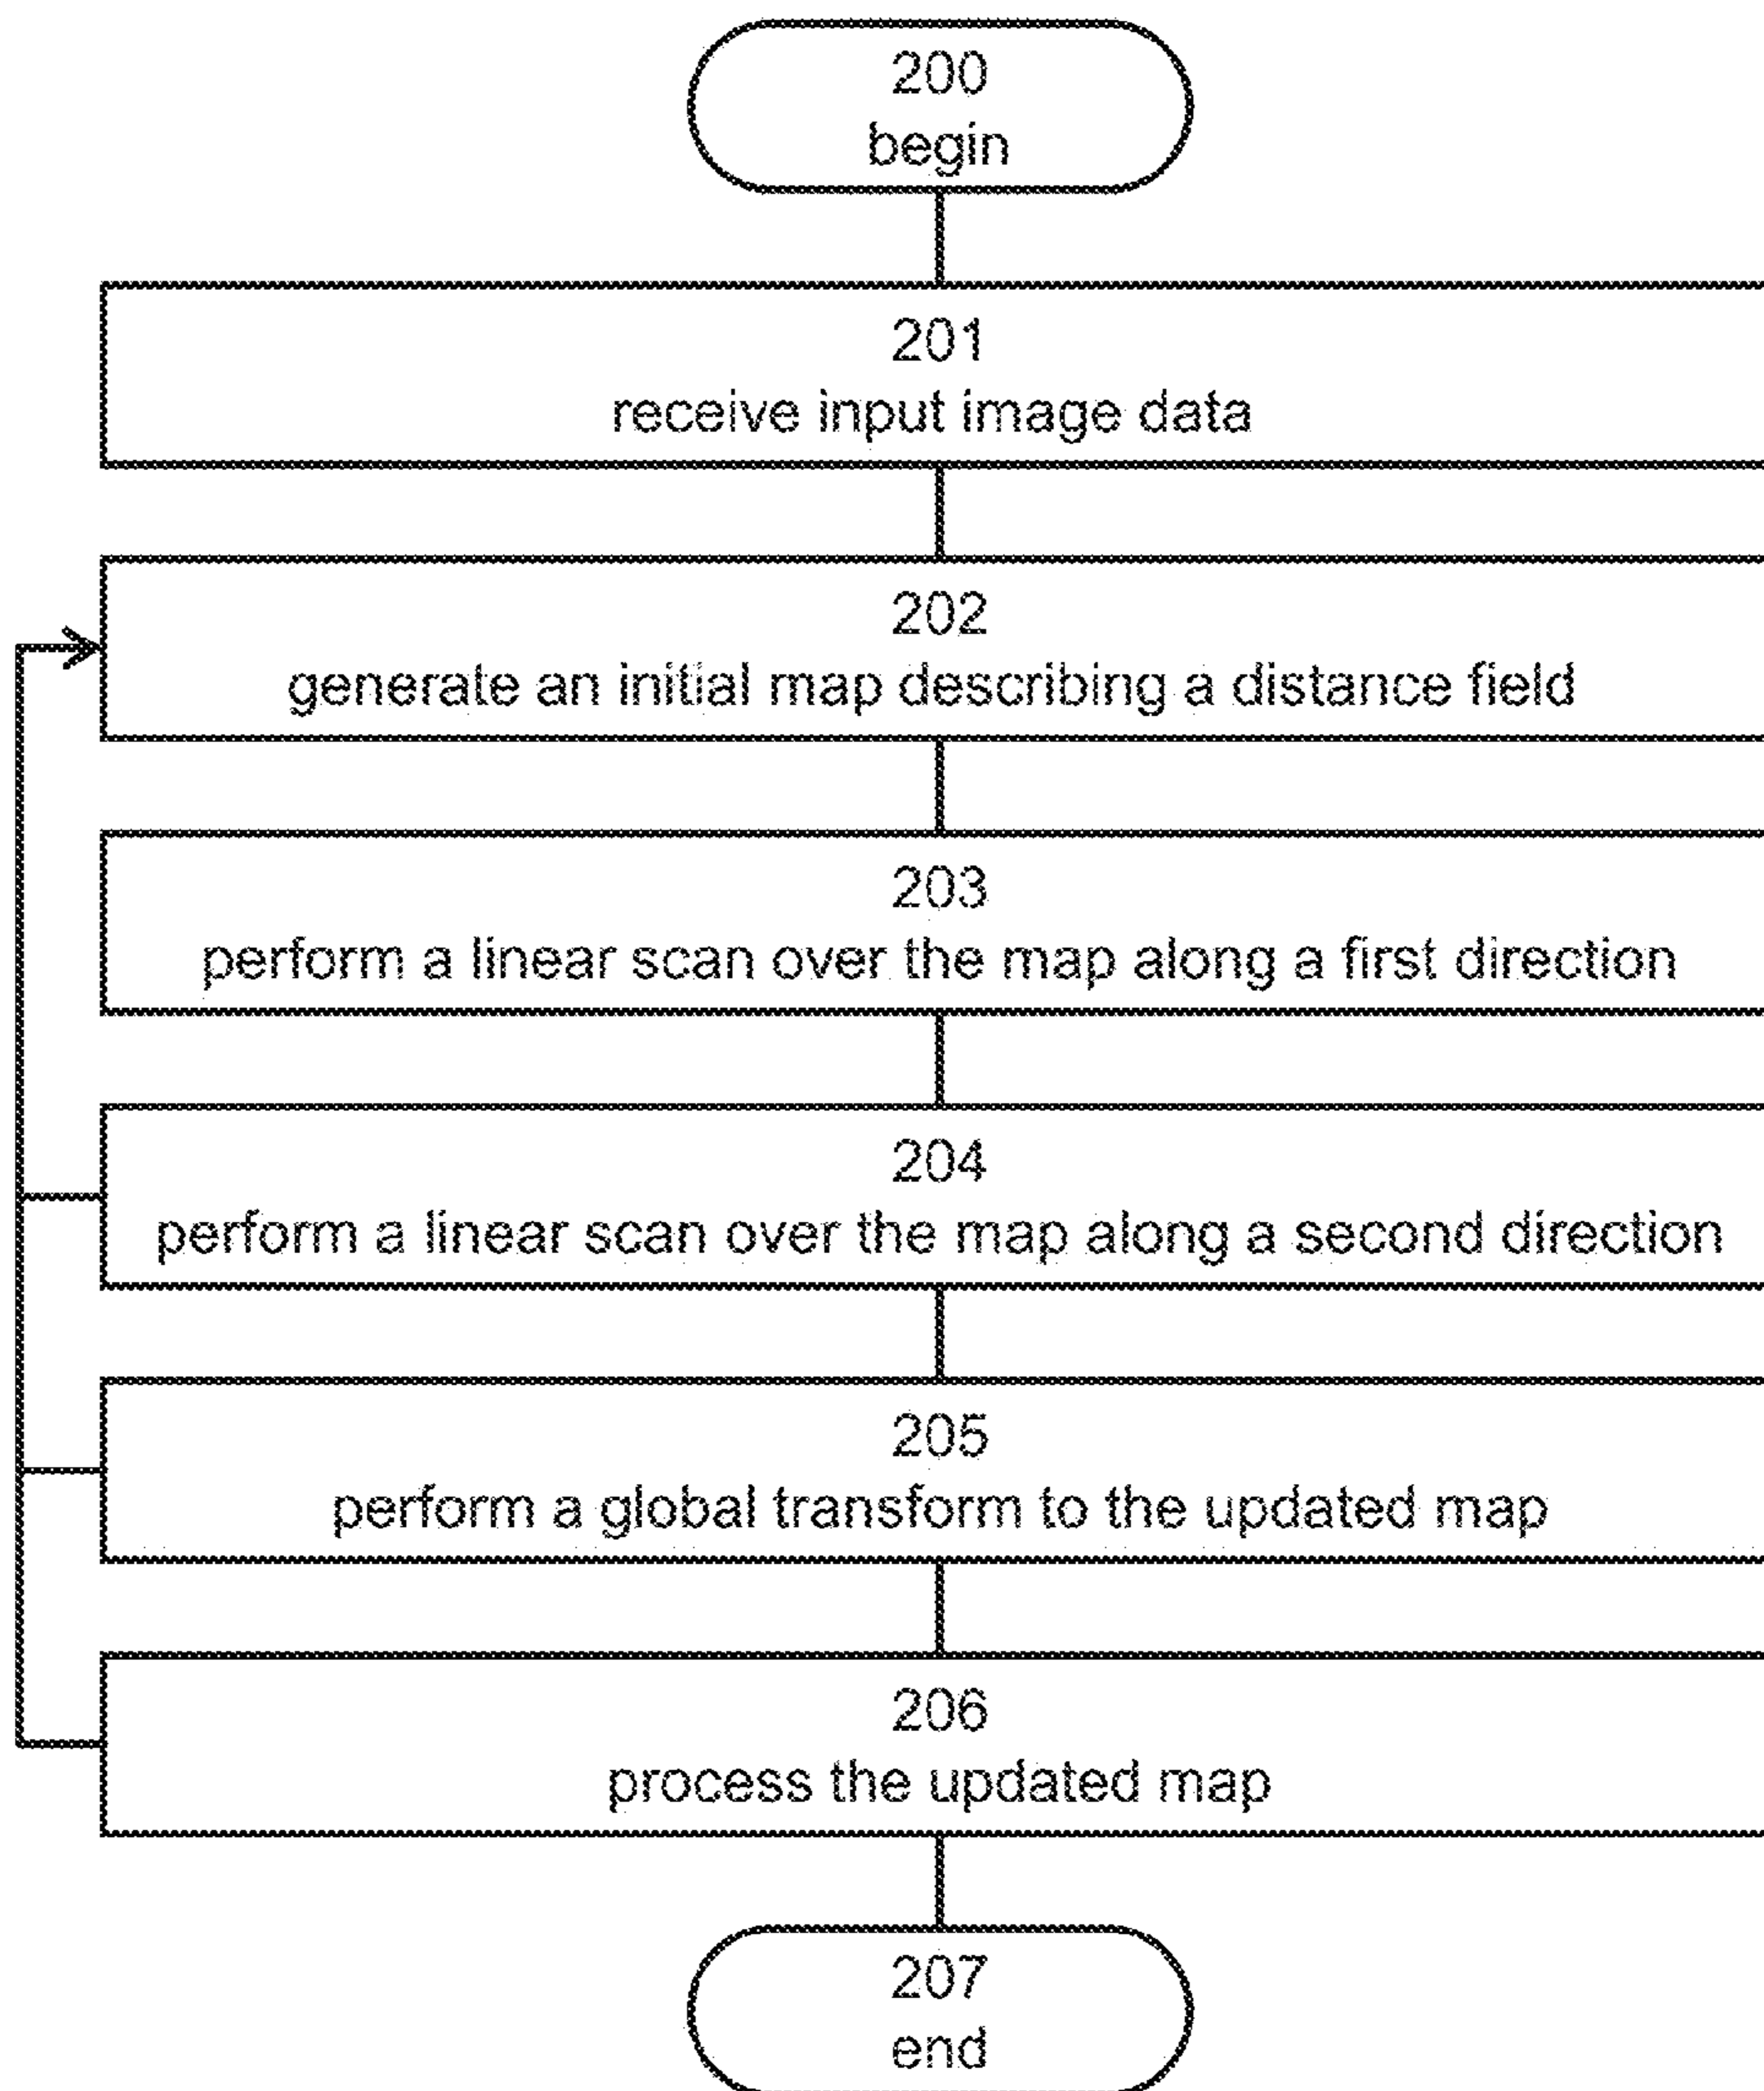 200
begin
201
receive input image data
202
generate an initial map describing a distance field
203
perform a linear scan over the map along a first direction
204
perform a linear scan over the map along a second direction
205
perform a global transform to the updated map
206
process the updated map
207
end